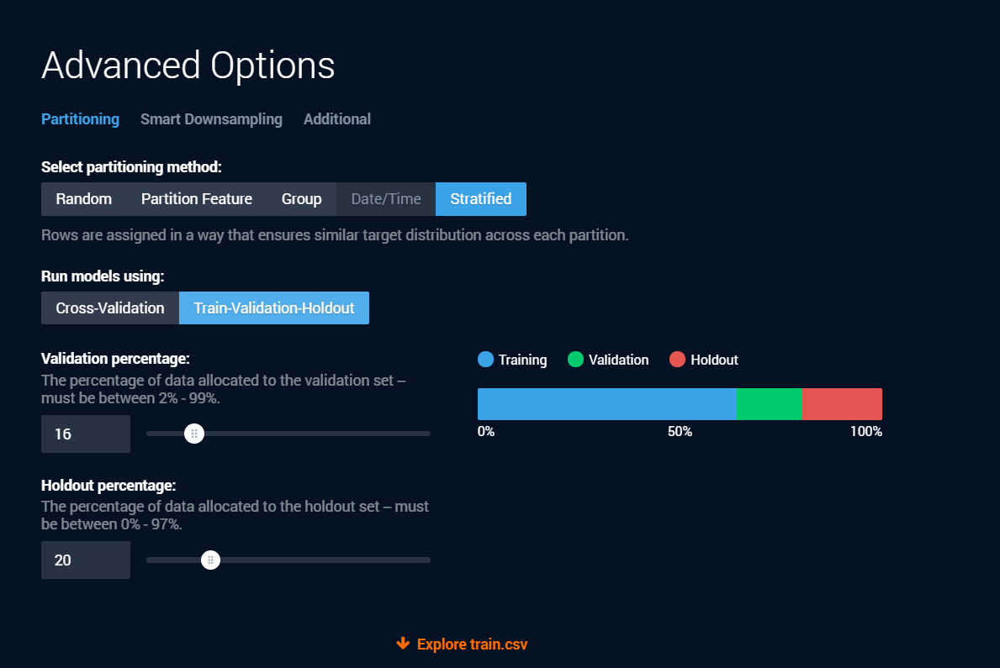 Advanced Options
Partitioning Smart Downsampling Additional
Select partitioning method:
Random Partition Feature Group Date/Time Stratified
Rows are assigned in a way that ensures similar target distribution across each partition.
Run models using:
Cross-Validation Train-Validation-Holdout
Validation percentage:
The percentage of data allocated to the validation set – 
must be between 2% - 99%.
16
Training Validation Holdout
0% 50% 100%
Holdout percentage:
The percentage of data allocated to the holdout set – must
be between 0% - 97%.
20
Explore train.csv